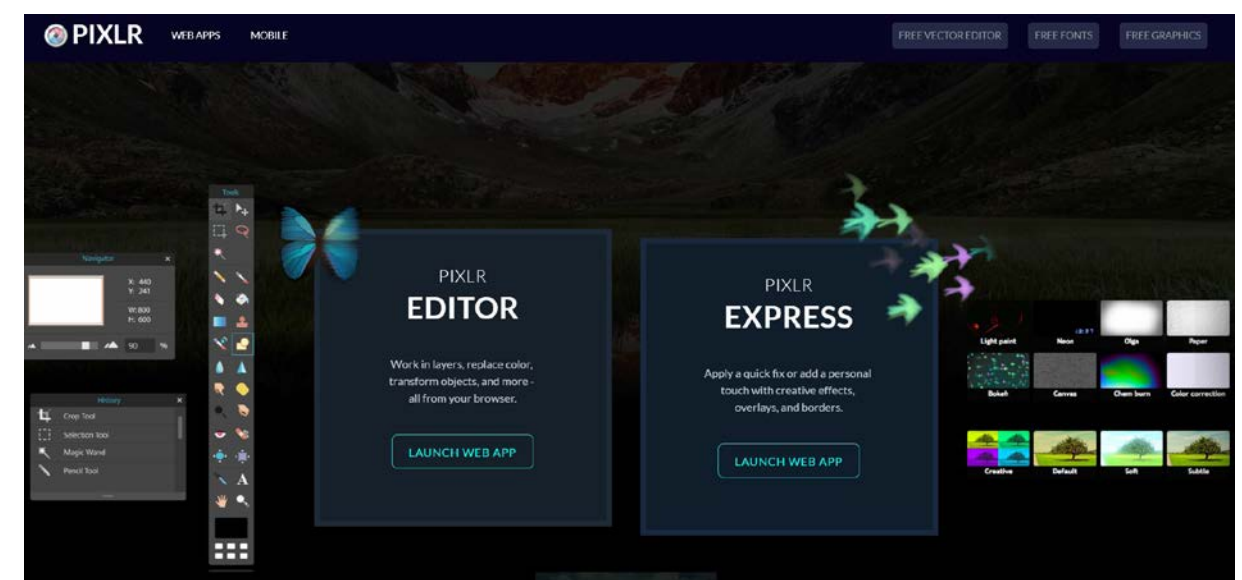 PIXLR
WEB APPS
MOBILE
FREE VECTOR EDITOR
FREE FONTS
FREE GRAPHICS
Tools
Navigator
X: 440
Y: 241
W: 800
H: 600
90 %
History
Crop Tool
Selection Tool
Magic Wand
Pencil Tool
A
PIXLR
EDITOR
Work in layers, replace color,
transform objects, and more -
all from your browser.
LAUNCH WEB APP
PIXLR
EXPRESS
Apply a quick fix or add a personal
touch with creative effects,
overlays, and borders.
LAUNCH WEB APP
Light paint
Neon
Olga
Paper
Bokeh
Canvas
Chem burn
Color correction
Creative
Default
Soft
Subtle